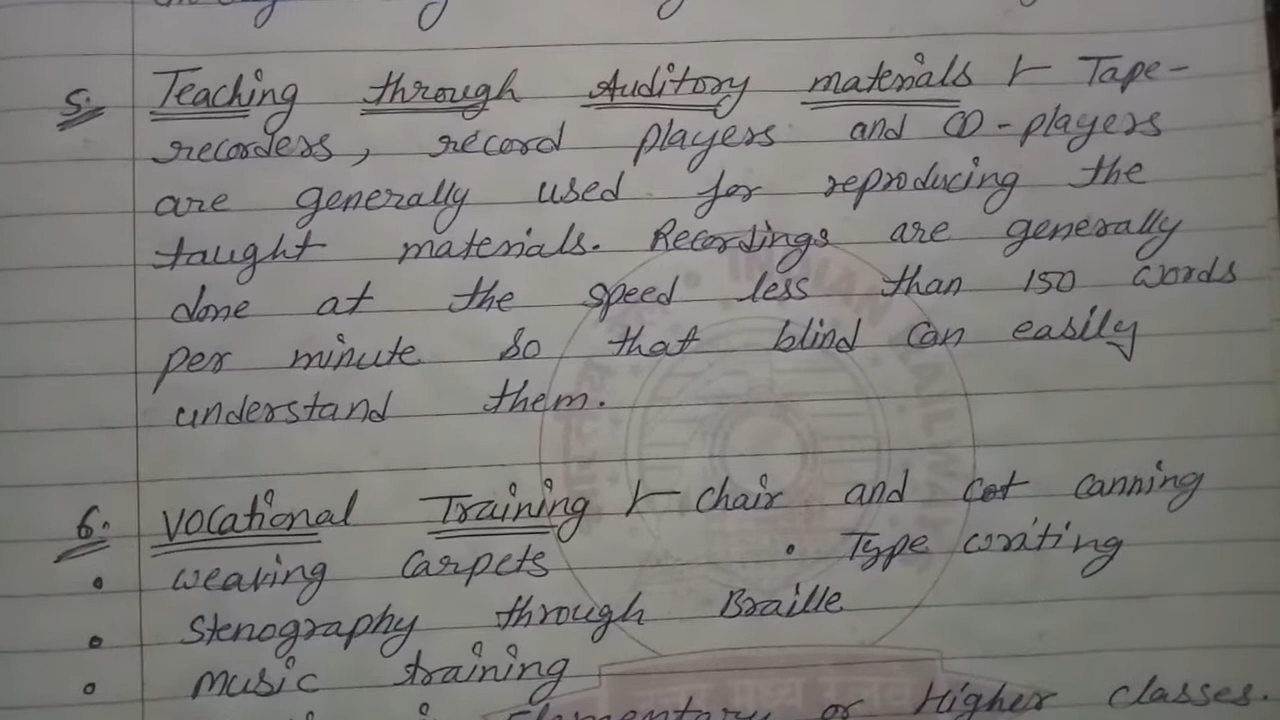 5. Teaching through Auditory materials :- Tape-
recorders, record players and CD-players
are generally used for reproducing the
taught materials. Recordings are generally
done at the speed less than 150 words
per minute so that blind can easily
understand them.
6. Vocational Training :- chair and cot canning
• weaving carpets • Type writing
• Stenography through Braille
• music training
Elementary or Higher classes.